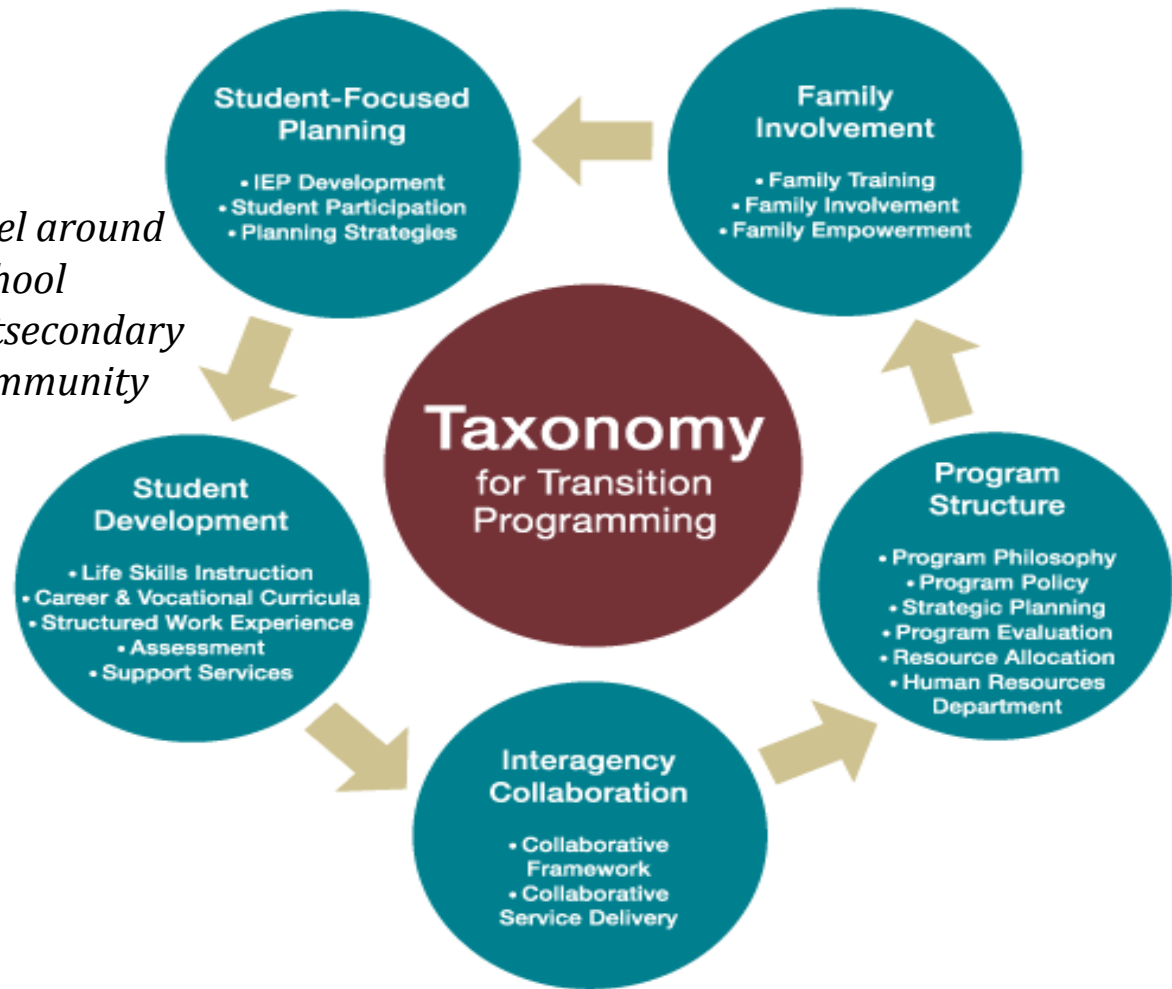 Student-Focused
Planning
• IEP Development
• Student Participation
• Planning Strategies
Family
Involvement
• Family Training
• Family Involvement
• Family Empowerment
around
Taxonomy
for Transition
Programming
Student
Development
• Life Skills Instruction
• Career & Vocational Curricula
• Structured Work Experience
• Assessment
• Support Services
Program
Structure
• Program Philosophy
• Program Policy
• Strategic Planning
• Program Evaluation
• Resource Allocation
• Human Resources
Department
Interagency
Collaboration
• Collaborative
Framework
• Collaborative
Service Delivery